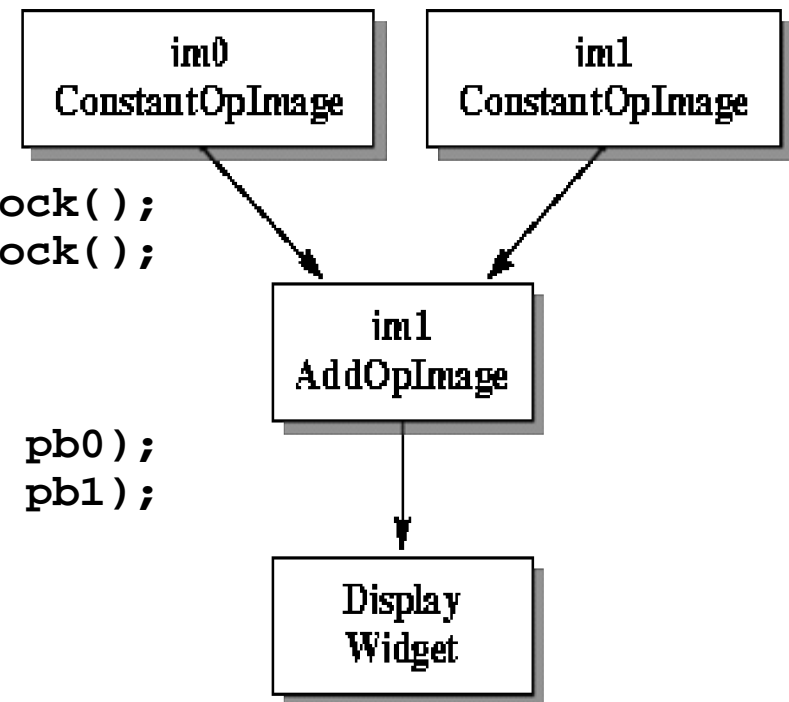 im0
ConstantOpImage
im1
ConstantOpImage
ock();
ock();
im1
AddOpImage
pb0);
pb1);
Display
Widget